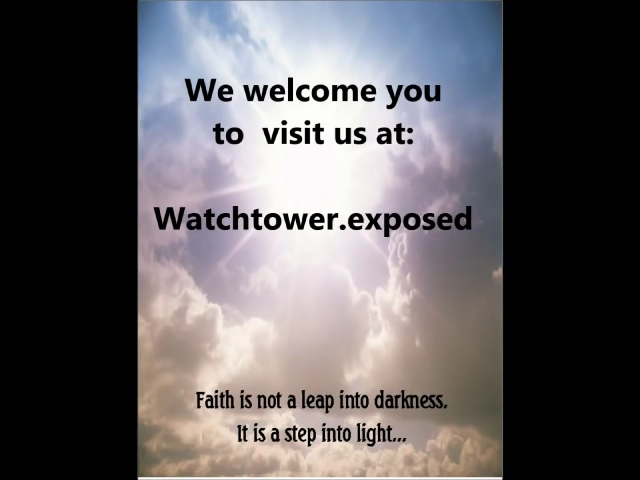 We welcome you
to visit us at:
Watchtower.exposed
Faith is not a leap into darkness.
It is a step into light...